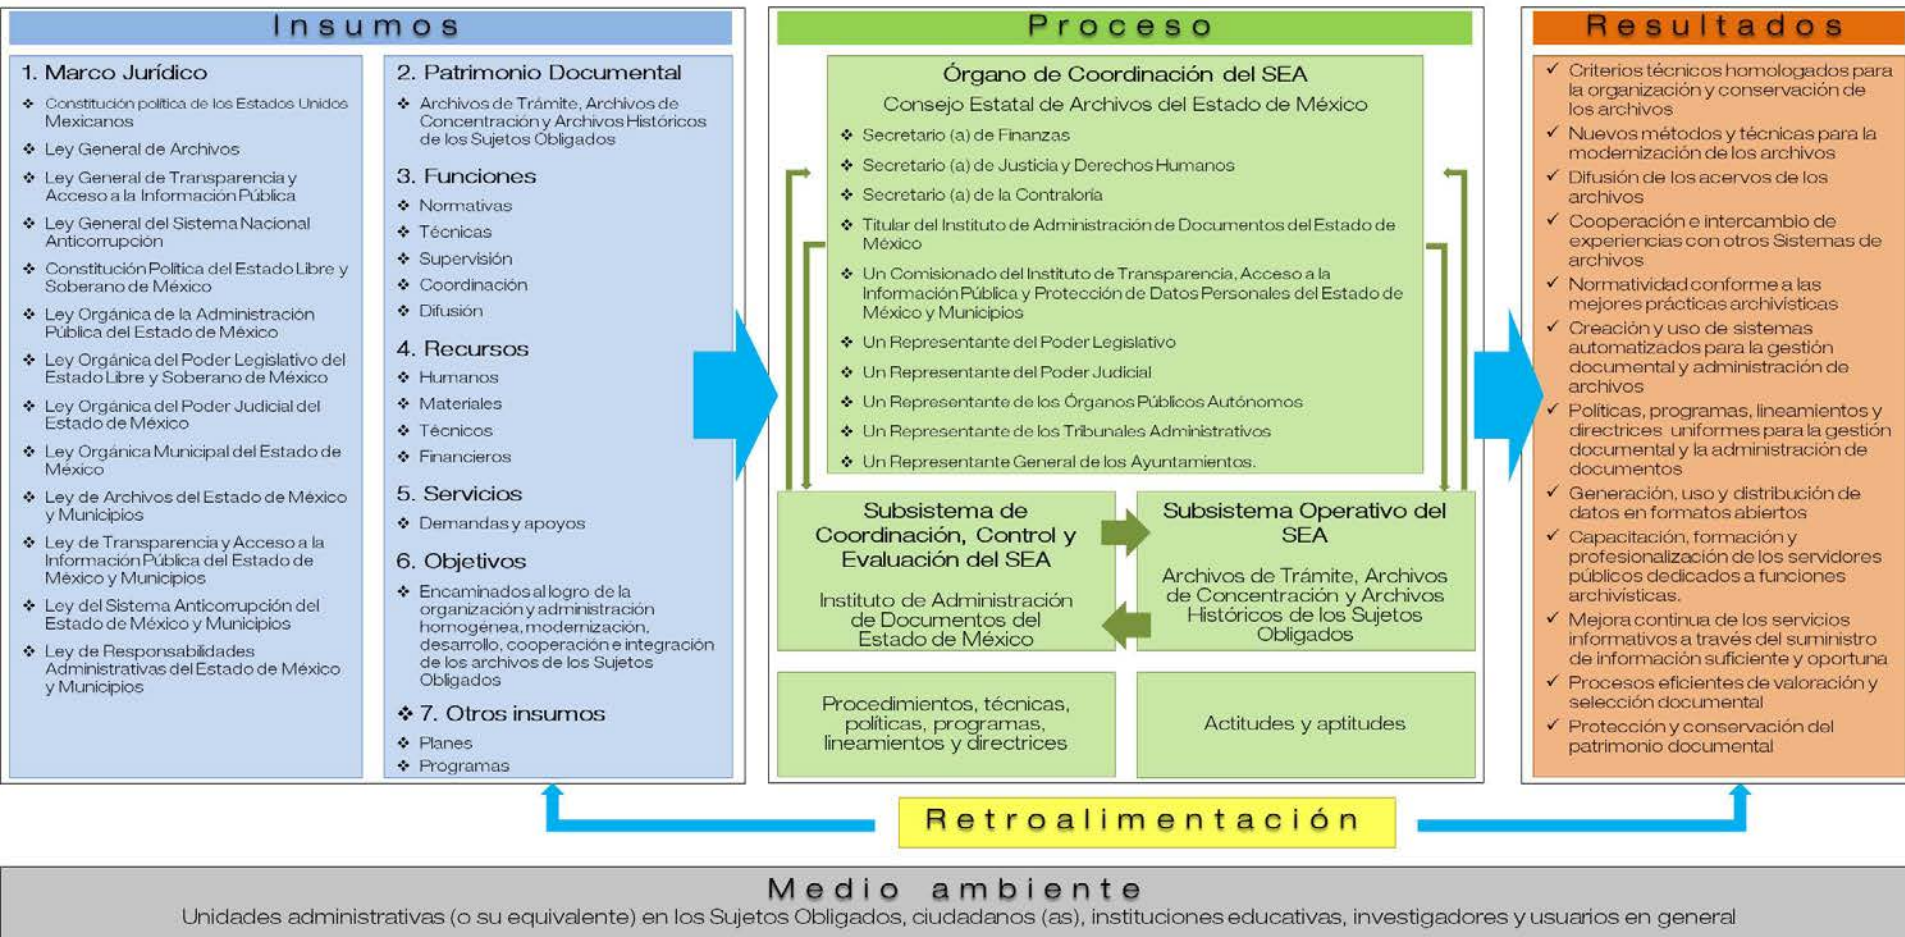 Insumos
1. Marco Jurídico
❖ Constitución política de los Estados Unidos
Mexicanos
❖ Ley General de Archivos
❖ Ley General de Transparencia y
Acceso a la Información Pública
❖ Ley General del Sistema Nacional
Anticorrupción
❖ Constitución Política del Estado Libre y
Soberano de México
❖ Ley Orgánica de la Administración
Pública del Estado de México
❖ Ley Orgánica del Poder Legislativo del
Estado Libre y Soberano de México
❖ Ley Orgánica del Poder Judicial del
Estado de México
❖ Ley Orgánica Municipal del Estado de
México
❖ Ley de Archivos del Estado de México
y Municipios
❖ Ley de Transparencia y Acceso a la
Información Pública del Estado de
México y Municipios
❖ Ley del Sistema Anticorrupción del
Estado de México y Municipios
❖ Ley de Responsabilidades
Administrativas del Estado de México
y Municipios
2. Patrimonio Documental
❖ Archivos de Trámite, Archivos de
Concentración y Archivos Históricos
de los Sujetos Obligados
3. Funciones
❖ Normativas
❖ Técnicas
❖ Supervisión
❖ Coordinación
❖ Difusión
4. Recursos
❖ Humanos
❖ Materiales
❖ Técnicos
❖ Financieros
5. Servicios
❖ Demandas y apoyos
6. Objetivos
❖ Encaminados al logro de la
organización y administración
homogénea, modernización,
desarrollo, cooperación e integración
de los archivos de los Sujetos
Obligados
❖ 7. Otros insumos
❖ Planes
❖ Programas
Proceso
Órgano de Coordinación del SEA
Consejo Estatal de Archivos del Estado de México
❖ Secretario (a) de Finanzas
❖ Secretario (a) de Justicia y Derechos Humanos
❖ Secretario (a) de la Contraloría
❖ Titular del Instituto de Administración de Documentos del Estado de
México
❖ Un Comisionado del Instituto de Transparencia, Acceso a la
Información Pública y Protección de Datos Personales del Estado de
México y Municipios
❖ Un Representante del Poder Legislativo
❖ Un Representante del Poder Judicial
❖ Un Representante de los Órganos Públicos Autónomos
❖ Un Representante de los Tribunales Administrativos
❖ Un Representante General de los Ayuntamientos.
Subsistema de
Coordinación, Control y
Evaluación del SEA
Instituto de Administración
de Documentos del
Estado de México
Subsistema Operativo del
SEA
Archivos de Trámite, Archivos
de Concentración y Archivos
Históricos de los Sujetos
Obligados
Procedimientos, técnicas,
políticas, programas,
lineamientos y directrices
Actitudes y aptitudes
Resultados
✓ Criterios técnicos homologados para
la organización y conservación de
los archivos
✓ Nuevos métodos y técnicas para la
modernización de los archivos
✓ Difusión de los acervos de los
archivos
✓ Cooperación e intercambio de
experiencias con otros Sistemas de
archivos
✓ Normatividad conforme a las
mejores prácticas archivísticas
✓ Creación y uso de sistemas
automatizados para la gestión
documental y administración de
archivos
✓ Políticas, programas, lineamientos y
directrices uniformes para la gestión
documental y la administración de
documentos
✓ Generación, uso y distribución de
datos en formatos abiertos
✓ Capacitación, formación y
profesionalización de los servidores
públicos dedicados a funciones
archivísticas.
✓ Mejora continua de los servicios
informativos a través del suministro
de información suficiente y oportuna
✓ Procesos eficientes de valoración y
selección documental
✓ Protección y conservación del
patrimonio documental
Retroalimentación
Medio ambiente
Unidades administrativas (o su equivalente) en los Sujetos Obligados, ciudadanos (as), instituciones educativas, investigadores y usuarios en general